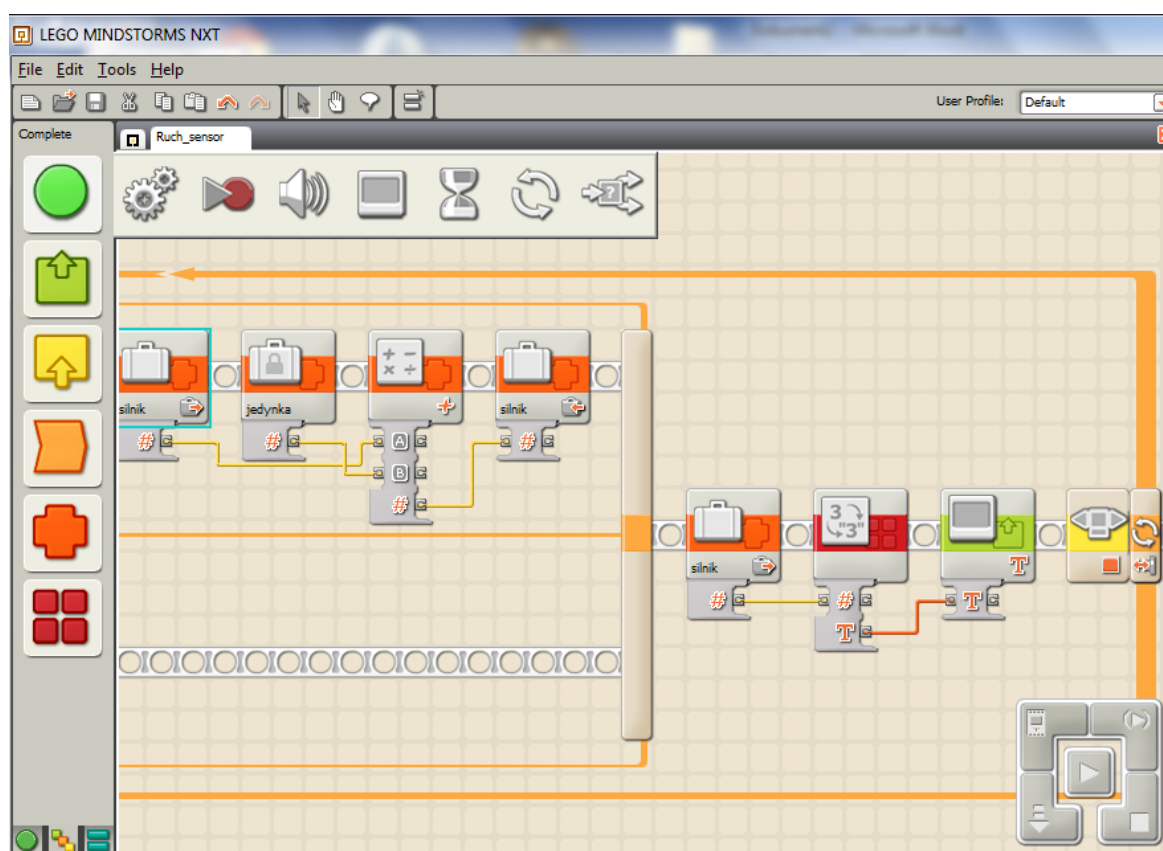 LEGO MINDSTORMS NXT
File Edit Tools Help
User Profile: Default
Complete
Ruch_sensor
silnik
jedynka
silnik
#
#
A
#
B
#
silnik
3
"3"
T
#
#
T
T